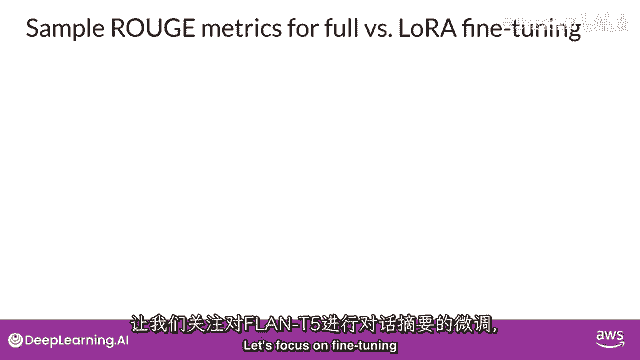 Sample ROUGE metrics for full vs. LoRA fine-tuning
让我们关注对FLAN-T5进行对话摘要的微调,
Let's focus on fine-tuning
DeepLearning.AI
aws